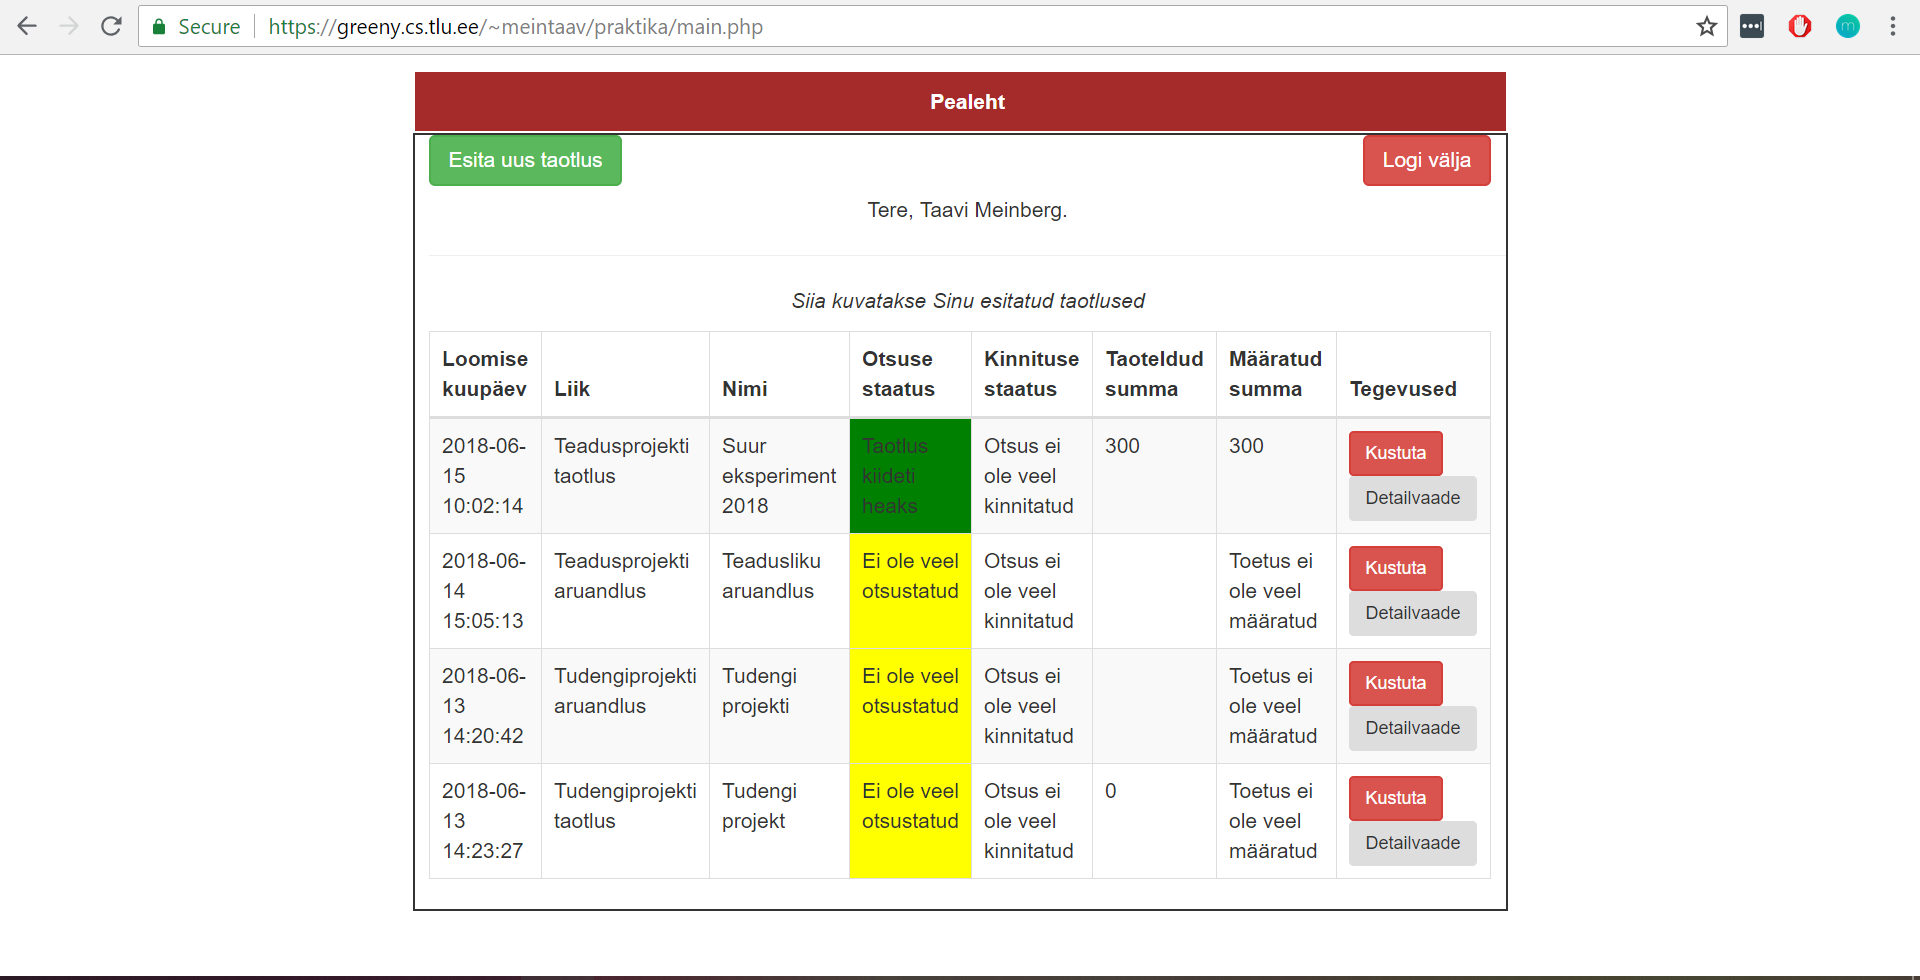 Secure https://greeny.cs.tlu.ee/~meintaav/praktika/main.php
Pealeht
Esita uus taotlus
Logi välja
Tere, Taavi Meinberg.
Siia kuvatakse Sinu esitatud taotlused
Loomise kuupäev Liik Nimi Otsuse staatus Kinnituse staatus Taoteldud summa Määratud summa Tegevused
2018-06-15 10:02:14 Teadusprojekti taotlus Suur eksperiment 2018 Taotlus kiideti heaks Otsus ei ole veel kinnitatud 300 300 Kustuta Detailvaade
2018-06-14 15:05:13 Teadusprojekti aruandlus Teadusliku aruandlus Ei ole veel otsustatud Otsus ei ole veel kinnitatud Toetus ei ole veel määratud Kustuta Detailvaade
2018-06-13 14:20:42 Tudengiprojekti aruandlus Tudengi projekti Ei ole veel otsustatud Otsus ei ole veel kinnitatud Toetus ei ole veel määratud Kustuta Detailvaade
2018-06-13 14:23:27 Tudengiprojekti taotlus Tudengi projekt Ei ole veel otsustatud Otsus ei ole veel kinnitatud 0 Toetus ei ole veel määratud Kustuta Detailvaade